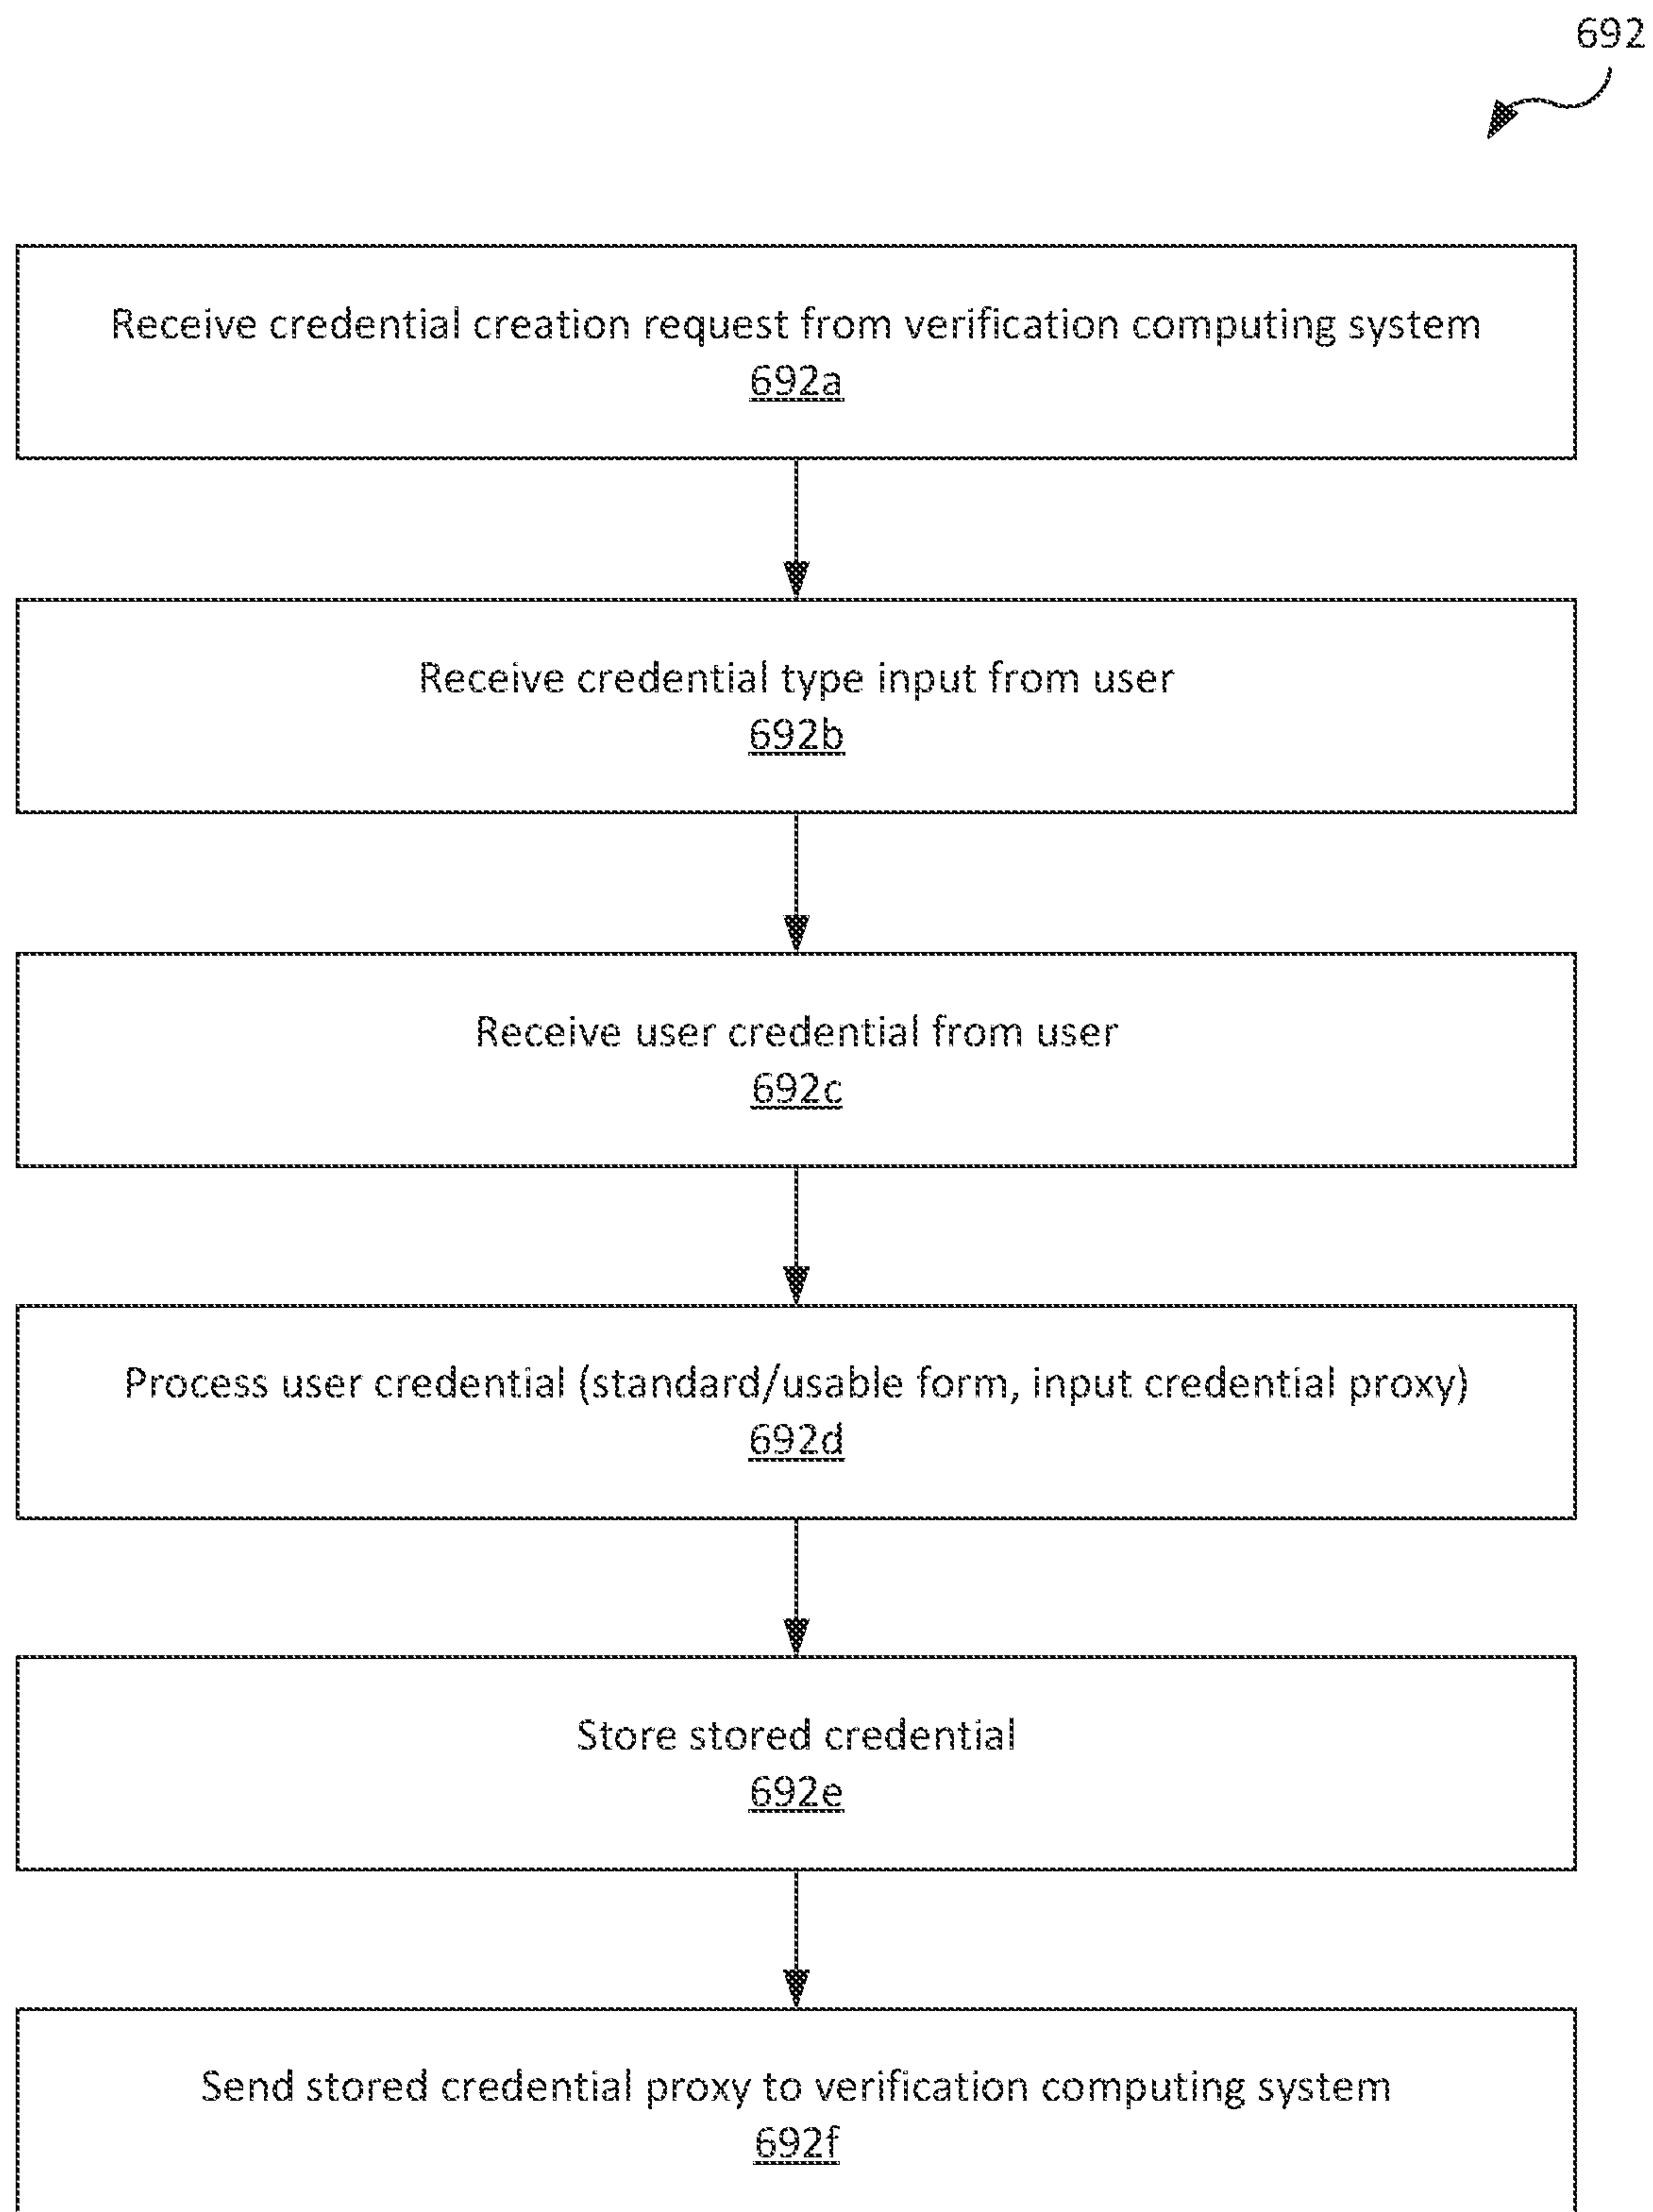 692
Receive credential creation request from verification computing system
692a
Receive credential type input from user
692b
Receive user credential from user
692c
Process user credential (standard/usable form, input credential proxy)
692d
Store stored credential
692e
Send stored credential proxy to verification computing system
692f